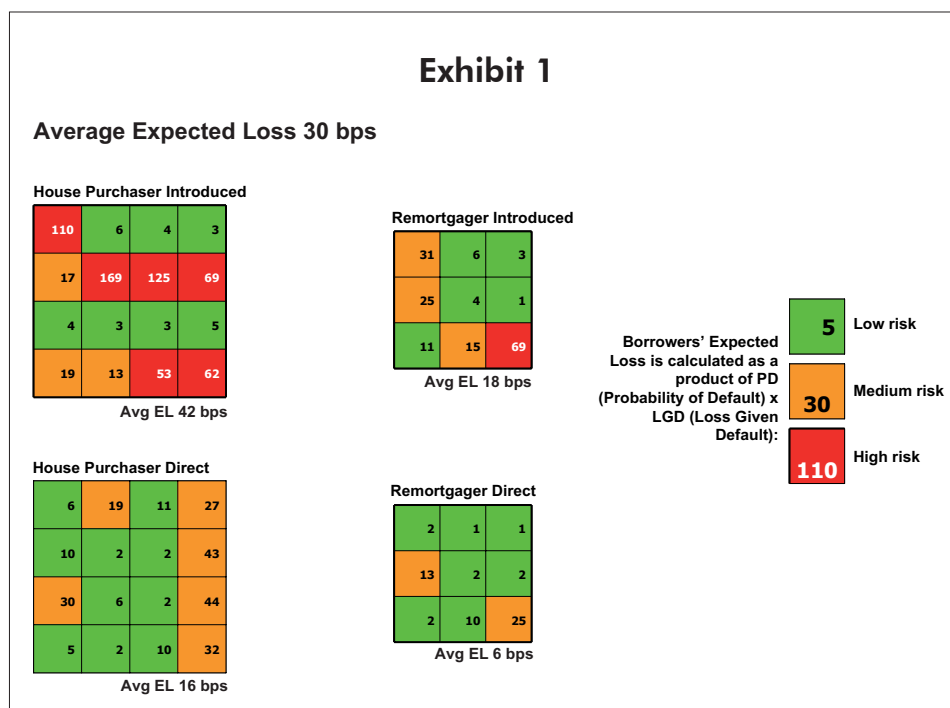 Exhibit 1
Average Expected Loss 30 bps
House Purchaser Introduced
110 6 4 3
17 169 125 69
4 3 3 5
19 13 53 62
Avg EL 42 bps
Remortgager Introduced
31 6 3
25 4 1
11 15 69
Avg EL 18 bps
Borrowers' Expected
Loss is calculated as a
product of PD
(Probability of Default) x
LGD (Loss Given
Default):
5 Low risk
30 Medium risk
110 High risk
House Purchaser Direct
6 19 11 27
10 2 2 43
30 6 2 44
5 2 10 32
Avg EL 16 bps
Remortgager Direct
2 1 1
13 2 2
2 10 25
Avg EL 6 bps